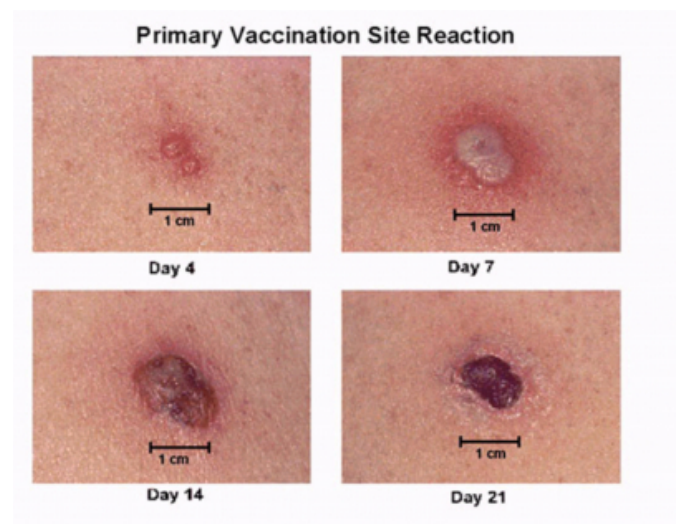 Primary Vaccination Site Reaction
1 cm
1 cm
Day 4
Day 7
1 cm
1 cm
Day 14
Day 21